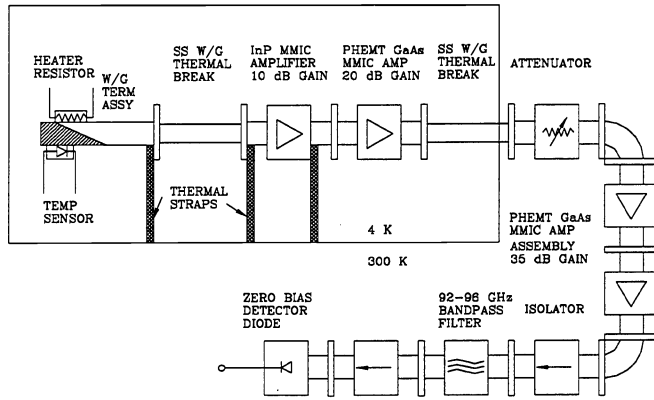 HEATER
RESISTOR
W/G
TERM
ASSY
SS W/G
THERMAL
BREAK
InP MMIC
AMPLIFIER
10 dB GAIN
PHEMT GaAs
MMIC AMP
20 dB GAIN
SS W/G
THERMAL
BREAK
ATTENUATOR
TEMP
SENSOR
THERMAL
STRAPS
4 K
300 K
PHEMT GaAs
MMIC AMP
ASSEMBLY
35 dB GAIN
ZERO BIAS
DETECTOR
DIODE
92-96 GHz
BANDPASS
FILTER
ISOLATOR